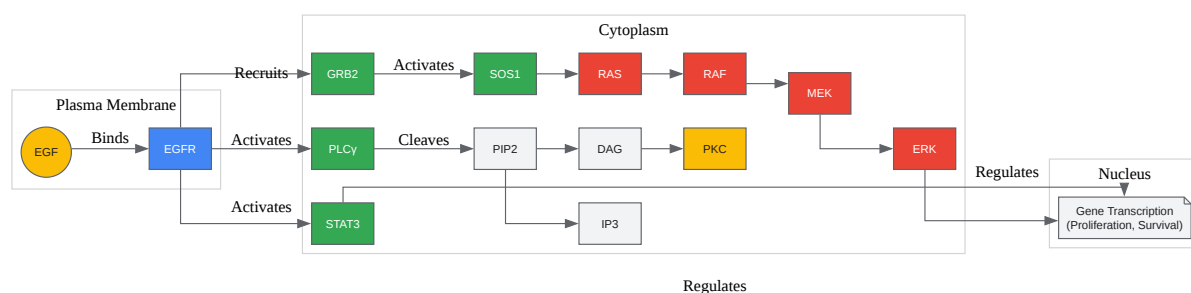 Cytoplasm
Recruits
GRB2
Activates
SOS1
RAS
RAF
MEK
Plasma Membrane
EGF
Binds
EGFR
Activates
PLCγ
Cleaves
PIP2
DAG
PKC
ERK
Regulates
Nucleus
Activates
STAT3
IP3
Gene Transcription
(Proliferation, Survival)
Regulates